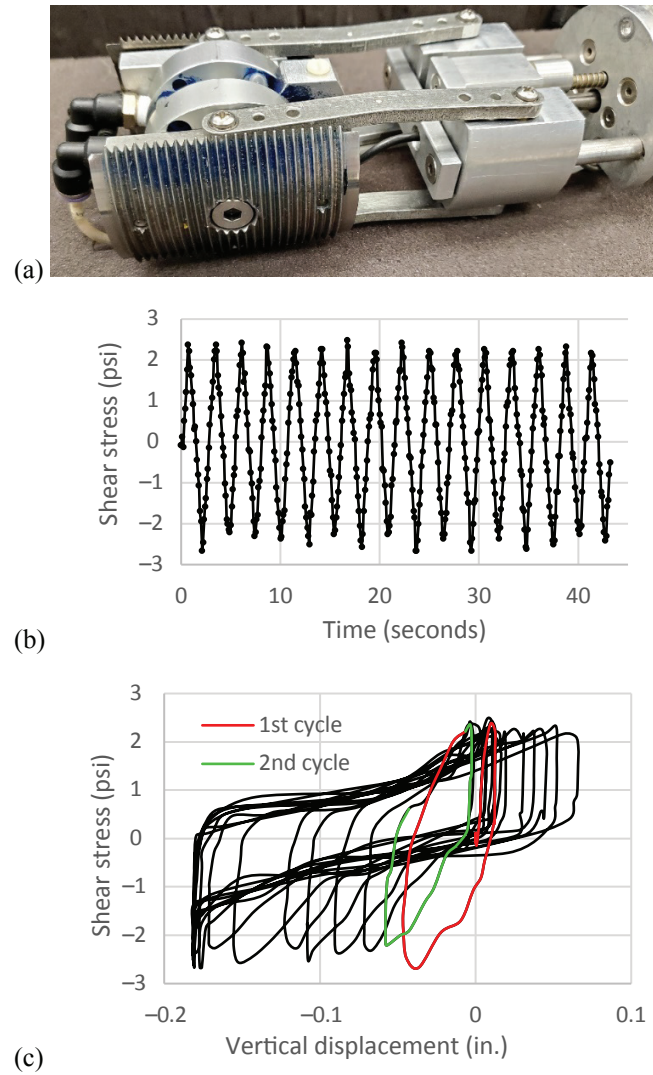 (a)
3
2
1
0
−1
−2
−3
Shear stress (psi)
0 10 20 30 40
Time (seconds)
(b)
3
2
1
0
−1
−2
−3
Shear stress (psi)
1st cycle
2nd cycle
−0.2 −0.1 0 0.1
Vertical displacement (in.)
(c)